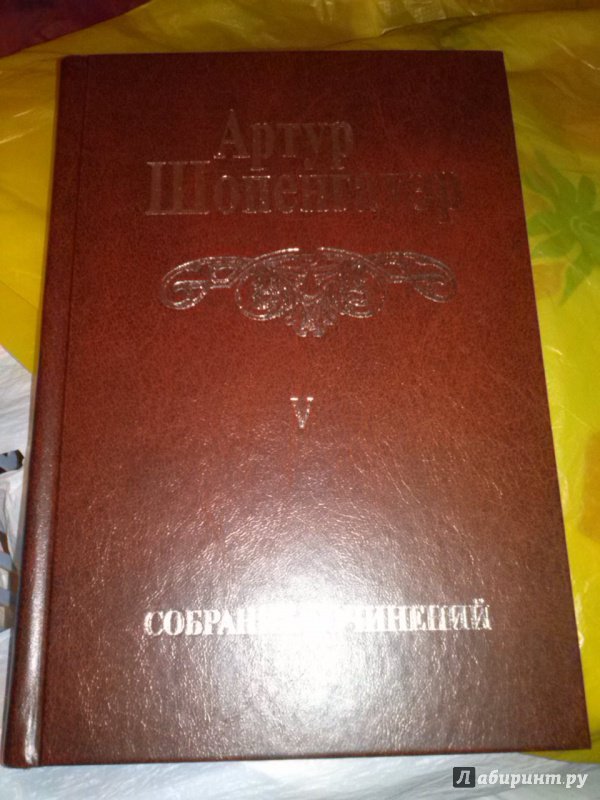 Артур
Шопенгауэр
V
СОБРАНИЕ СОЧИНЕНИЙ
Лабиринт.ру